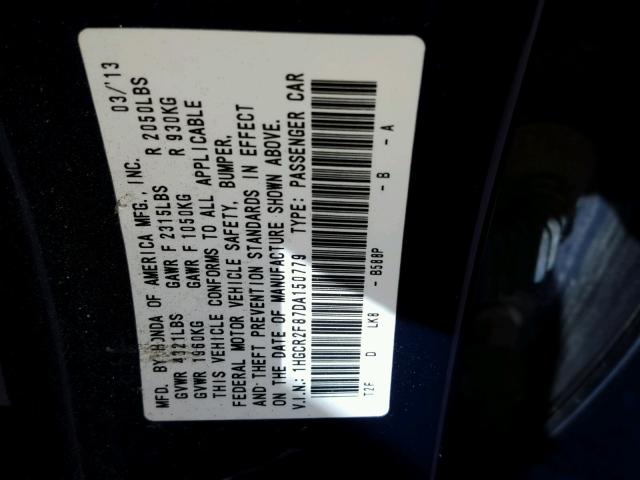 MFD. BY HONDA OF AMERICA MFG., INC. 03/'13
GVWR 4321LBS GAWR F 2315LBS R 2050LBS
GVWR 1960KG GAWR F 1050KG R 930KG
THIS VEHICLE CONFORMS TO ALL APPLICABLE
FEDERAL MOTOR VEHICLE SAFETY, BUMPER,
AND THEFT PREVENTION STANDARDS IN EFFECT
ON THE DATE OF MANUFACTURE SHOWN ABOVE.
V.I.N.: 1HGCR2F87DA150779 TYPE: PASSENGER CAR
T2F D LK8 - B588P - B - A